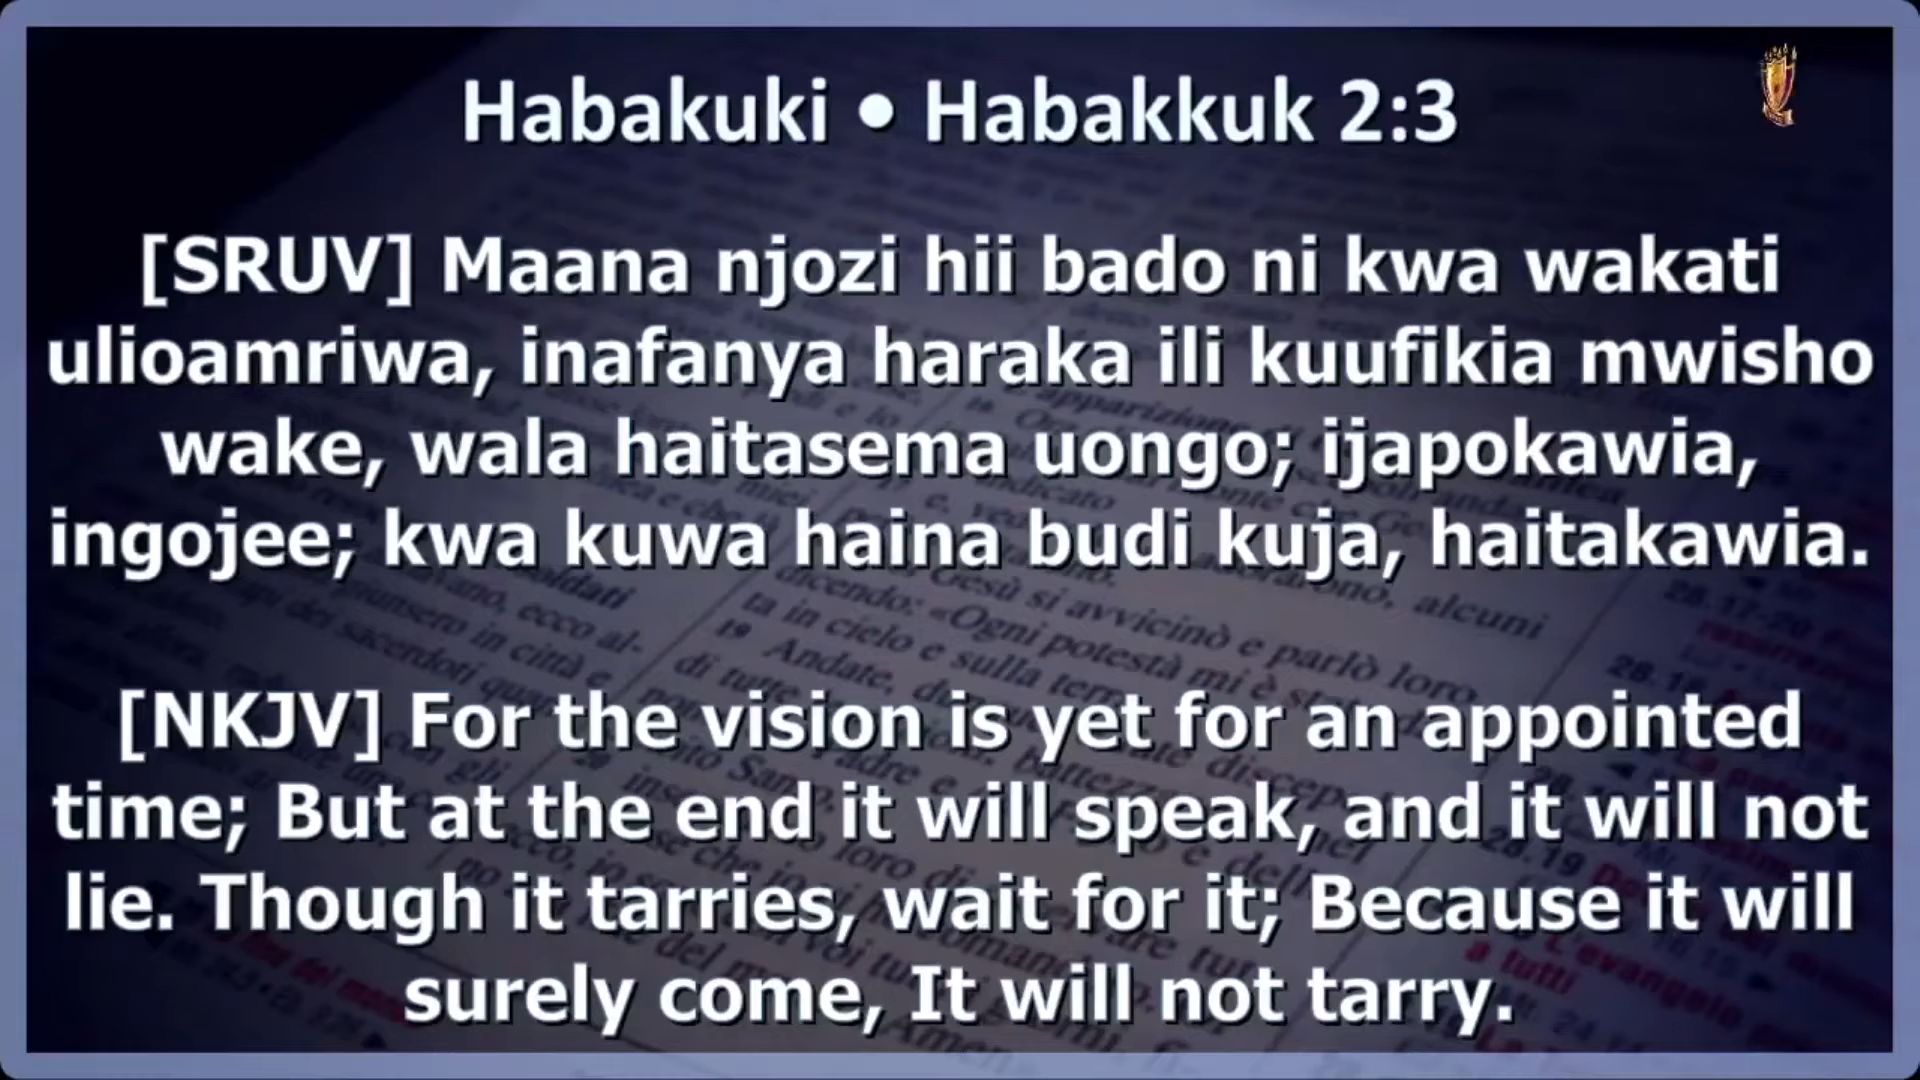 Habakuki • Habakkuk 2:3
[SRUV] Maana njozi hii bado ni kwa wakati
ulioamriwa, inafanya haraka ili kuufikia mwisho
wake, wala haitasema uongo; ijapokawia,
ingojee; kwa kuwa haina budi kuja, haitakawia.
[NKJV] For the vision is yet for an appointed
time; But at the end it will speak, and it will not
lie. Though it tarries, wait for it; Because it will
surely come, It will not tarry.